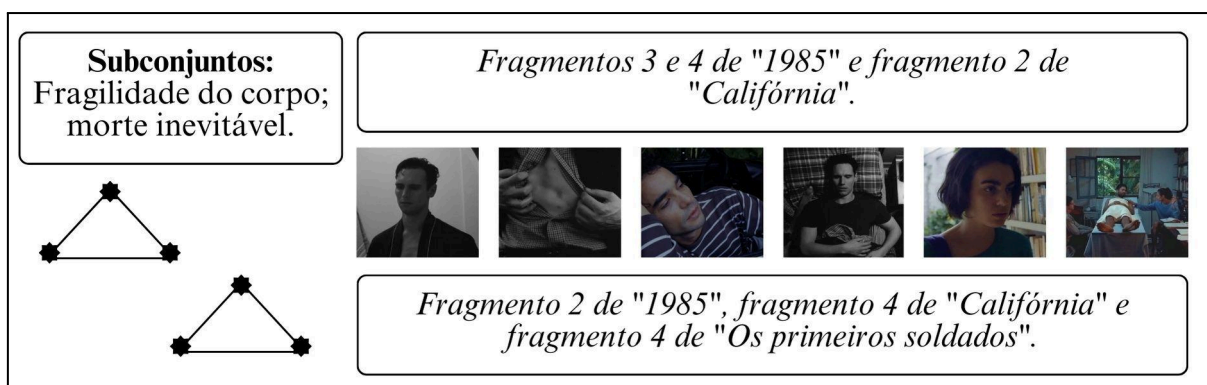 Subconjuntos:
Fragilidade do corpo;
morte inevitável.
Fragmentos 3 e 4 de "1985" e fragmento 2 de
"Califórnia".
Fragmento 2 de "1985", fragmento 4 de "Califórnia" e
fragmento 4 de "Os primeiros soldados".